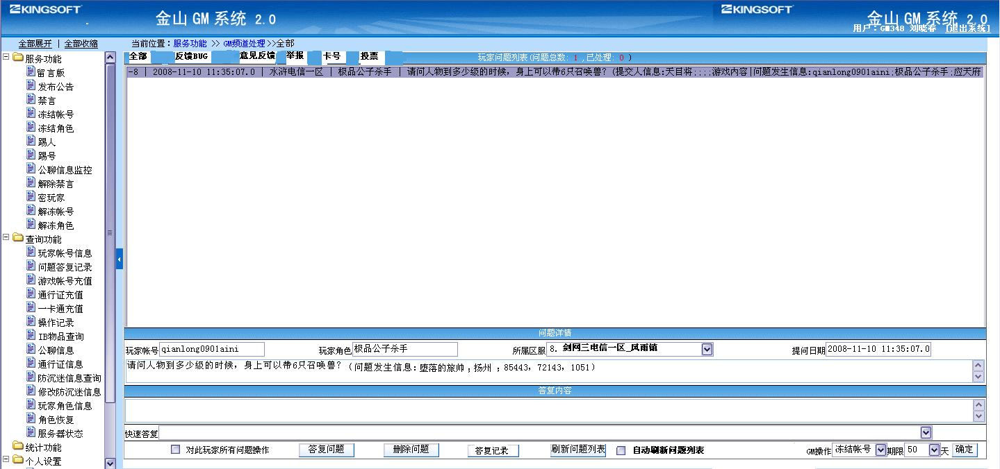 KINGSOFT
金山 GM 系统 2.0
KINGSOFT
金山 GM 系统 2.0
用户：GM348 刘晓春 [退出系统]
全部展开 | 全部收缩
当前位置：服务功能 >> GM频道处理>>全部
服务功能
留言版
发布公告
禁言
冻结帐号
冻结角色
踢人
踢号
公聊信息监控
解除禁言
密玩家
解冻帐号
解冻角色
查询功能
玩家帐号信息
问题答复记录
游戏帐号充值
通行证充值
一卡通充值
操作记录
IB物品查询
公聊信息
通行证信息
防沉迷信息查询
修改防沉迷信息
玩家角色信息
角色恢复
服务器状态
统计功能
个人设置
全部 反馈BUG 意见反馈 举报 卡号 投票 玩家问题列表(问题总数: 1 ,已处理: 0 )
-8 | 2008-11-10 11:35:07.0 | 水浒电信一区 | 极品公子杀手 | 请问人物到多少级的时候，身上可以带6只召唤兽？(提交人信息:天目将;;;;游戏内容|问题发生信息:qianlong0901aini;极品公子杀手;应天府
问题详情
玩家帐号 qianlong0901aini 玩家角色 极品公子杀手 所属区服 8. 剑网三电信一区_风雨镇 提问日期 2008-11-10 11:35:07.0
请问人物到多少级的时候，身上可以带6只召唤兽？(问题发生信息：堕落的旅帅；扬州 ；85443，72143，1051)
答复内容
快速答复
对此玩家所有问题操作 答复问题 删除问题 答复记录 刷新问题列表 自动刷新问题列表 GM操作 冻结帐号 期限 50 天 确定